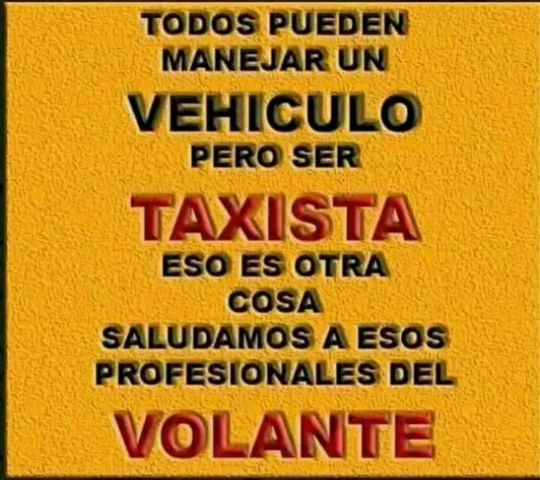 TODOS PUEDEN
MANEJAR UN
VEHICULO
PERO SER
TAXISTA
ESO ES OTRA
COSA
SALUDAMOS A ESOS
PROFESIONALES DEL
VOLANTE